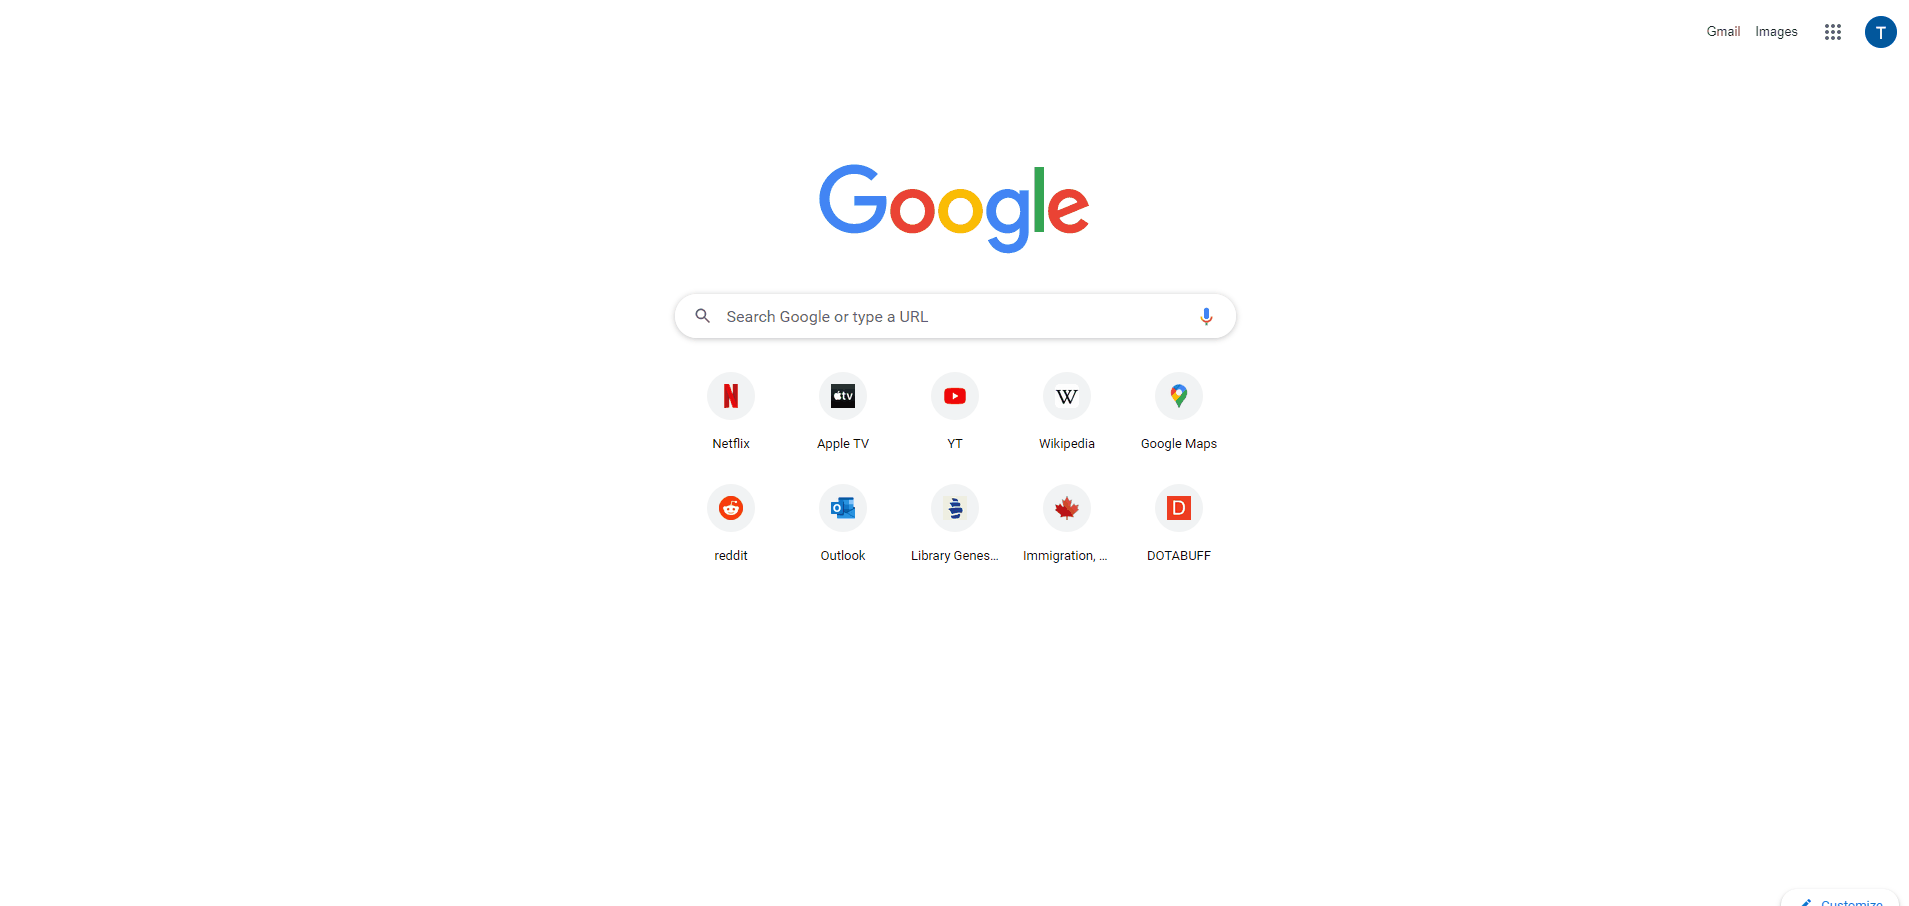 Gmail Images T
Google
Search Google or type a URL
N tv W
Netflix Apple TV YT Wikipedia Google Maps
O D
reddit Outlook Library Genes... Immigration, ... DOTABUFF
Customize